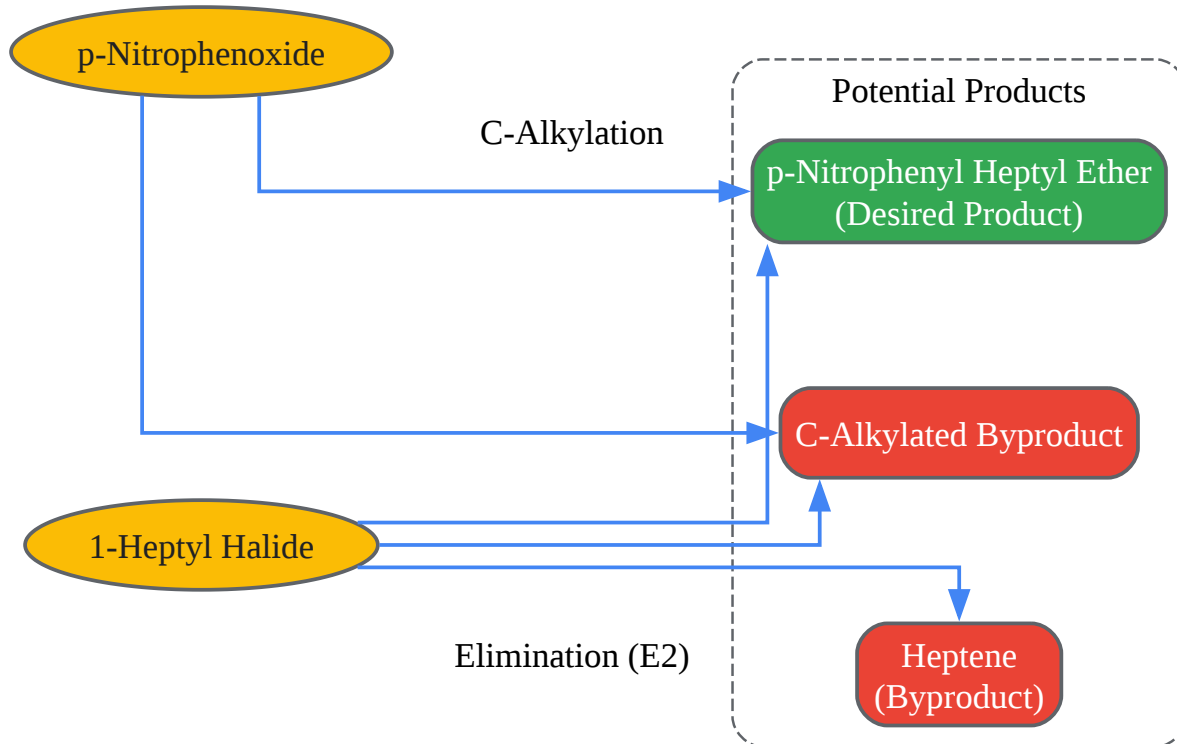 p-Nitrophenoxide
Potential Products
C-Alkylation
p-Nitrophenyl Heptyl Ether
(Desired Product)
C-Alkylated Byproduct
1-Heptyl Halide
Elimination (E2)
Heptene
(Byproduct)